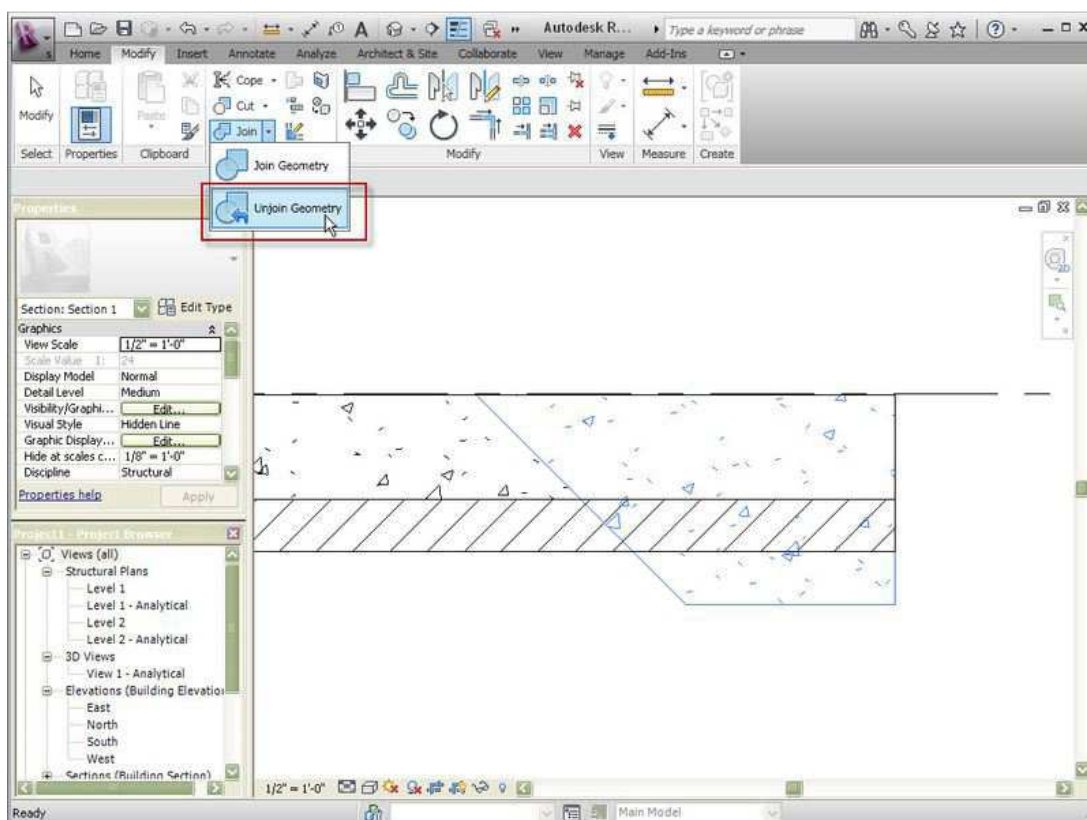 Autodesk R...
Type a keyword or phrase
Home Modify Insert Annotate Analyze Architect & Site Collaborate View Manage Add-Ins
Modify
Paste
Cope
Cut
Join
Select Properties Clipboard Modify View Measure Create
Join Geometry
Unjoin Geometry
Properties
2D
Section: Section 1 Edit Type
Graphics
View Scale 1/2" = 1'-0"
Scale Value 1: 24
Display Model Normal
Detail Level Medium
Visibility/Graphi... Edit...
Visual Style Hidden Line
Graphic Display... Edit...
Hide at scales c... 1/8" = 1'-0"
Discipline Structural
Properties help Apply
Project1 - Project Browser
Views (all)
Structural Plans
Level 1
Level 1 - Analytical
Level 2
Level 2 - Analytical
3D Views
View 1 - Analytical
Elevations (Building Elevatio
East
North
South
West
Sections (Building Section)
1/2" = 1'-0"
Ready
Main Model